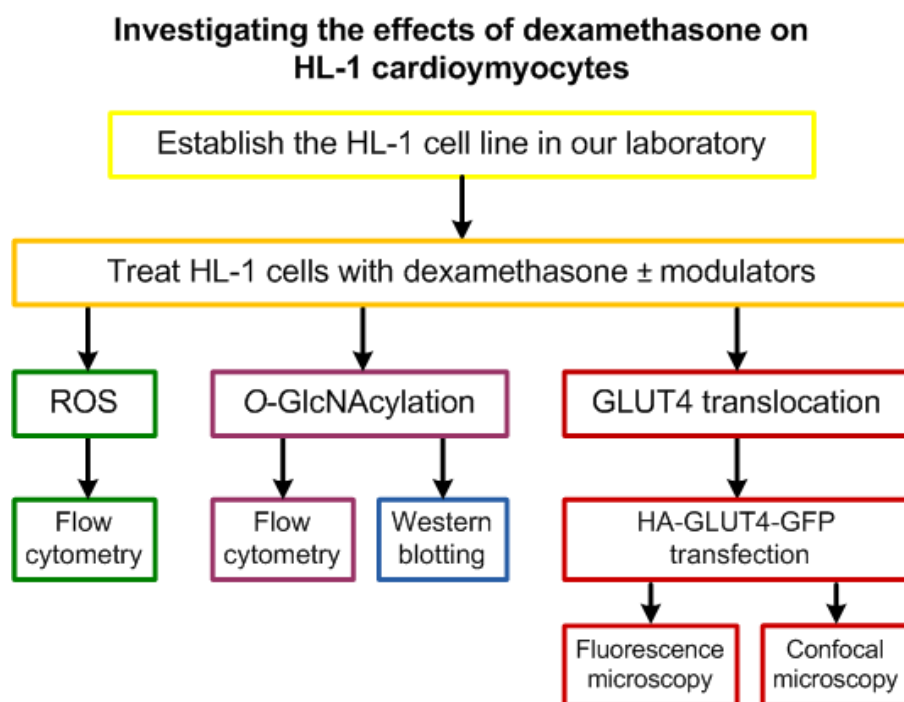 Investigating the effects of dexamethasone on
HL-1 cardioymyocytes
Establish the HL-1 cell line in our laboratory
Treat HL-1 cells with dexamethasone ± modulators
ROS
O-GlcNAcylation
GLUT4 translocation
Flow
cytometry
Flow
cytometry
Western
blotting
HA-GLUT4-GFP
transfection
Fluorescence
microscopy
Confocal
microscopy